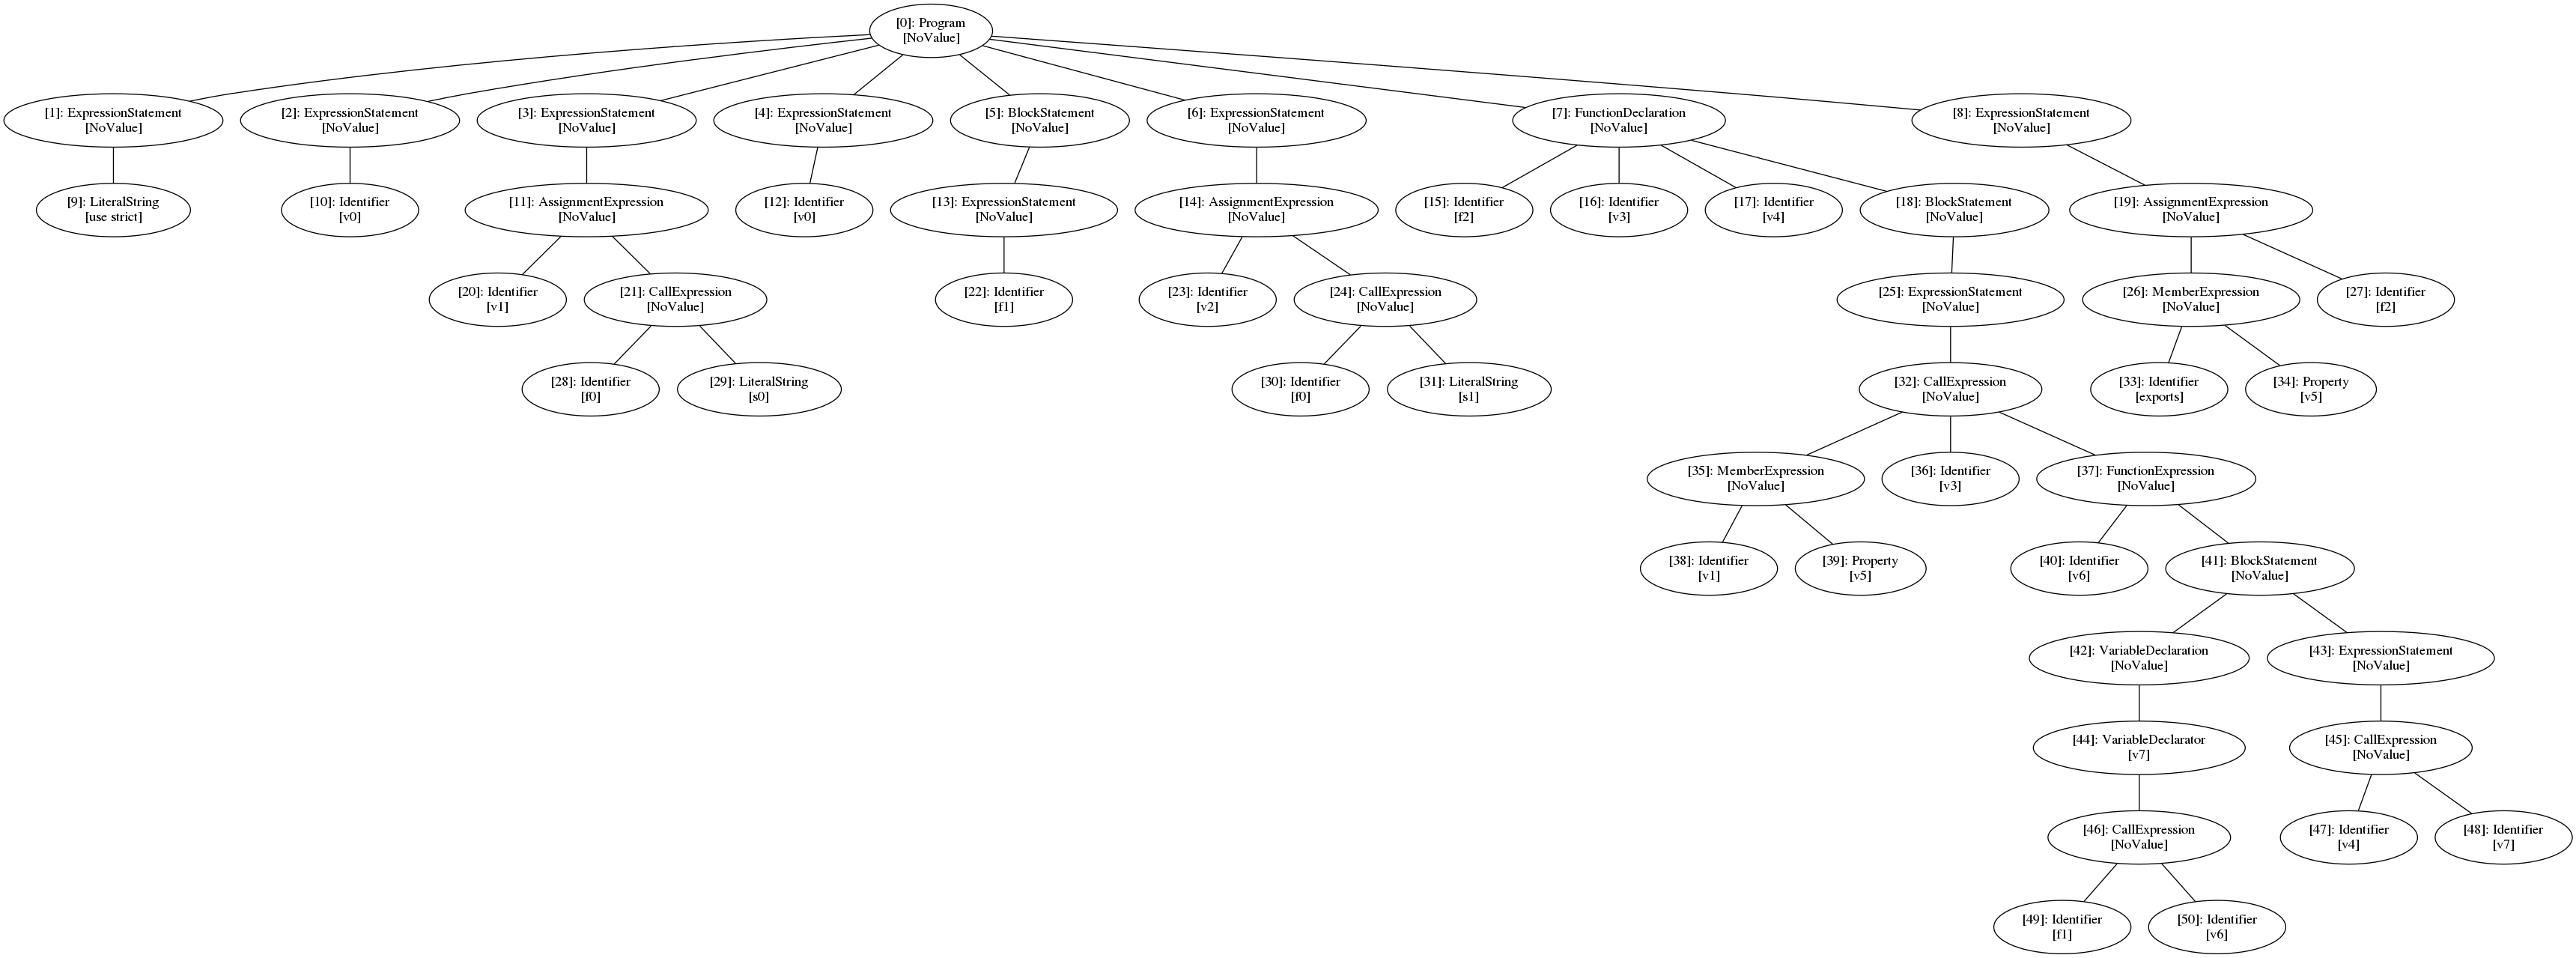 [0]: Program
[NoValue]
[1]: ExpressionStatement
[NoValue]
[2]: ExpressionStatement
[NoValue]
[3]: ExpressionStatement
[NoValue]
[4]: ExpressionStatement
[NoValue]
[5]: BlockStatement
[NoValue]
[6]: ExpressionStatement
[NoValue]
[7]: FunctionDeclaration
[NoValue]
[8]: ExpressionStatement
[NoValue]
[9]: LiteralString
[use strict]
[10]: Identifier
[v0]
[11]: AssignmentExpression
[NoValue]
[12]: Identifier
[v0]
[13]: ExpressionStatement
[NoValue]
[14]: AssignmentExpression
[NoValue]
[15]: Identifier
[f2]
[16]: Identifier
[v3]
[17]: Identifier
[v4]
[18]: BlockStatement
[NoValue]
[19]: AssignmentExpression
[NoValue]
[20]: Identifier
[v1]
[21]: CallExpression
[NoValue]
[22]: Identifier
[f1]
[23]: Identifier
[v2]
[24]: CallExpression
[NoValue]
[25]: ExpressionStatement
[NoValue]
[26]: MemberExpression
[NoValue]
[27]: Identifier
[f2]
[28]: Identifier
[f0]
[29]: LiteralString
[s0]
[30]: Identifier
[f0]
[31]: LiteralString
[s1]
[32]: CallExpression
[NoValue]
[33]: Identifier
[exports]
[34]: Property
[v5]
[35]: MemberExpression
[NoValue]
[36]: Identifier
[v3]
[37]: FunctionExpression
[NoValue]
[38]: Identifier
[v1]
[39]: Property
[v5]
[40]: Identifier
[v6]
[41]: BlockStatement
[NoValue]
[42]: VariableDeclaration
[NoValue]
[43]: ExpressionStatement
[NoValue]
[44]: VariableDeclarator
[v7]
[45]: CallExpression
[NoValue]
[46]: CallExpression
[NoValue]
[47]: Identifier
[v4]
[48]: Identifier
[v7]
[49]: Identifier
[f1]
[50]: Identifier
[v6]